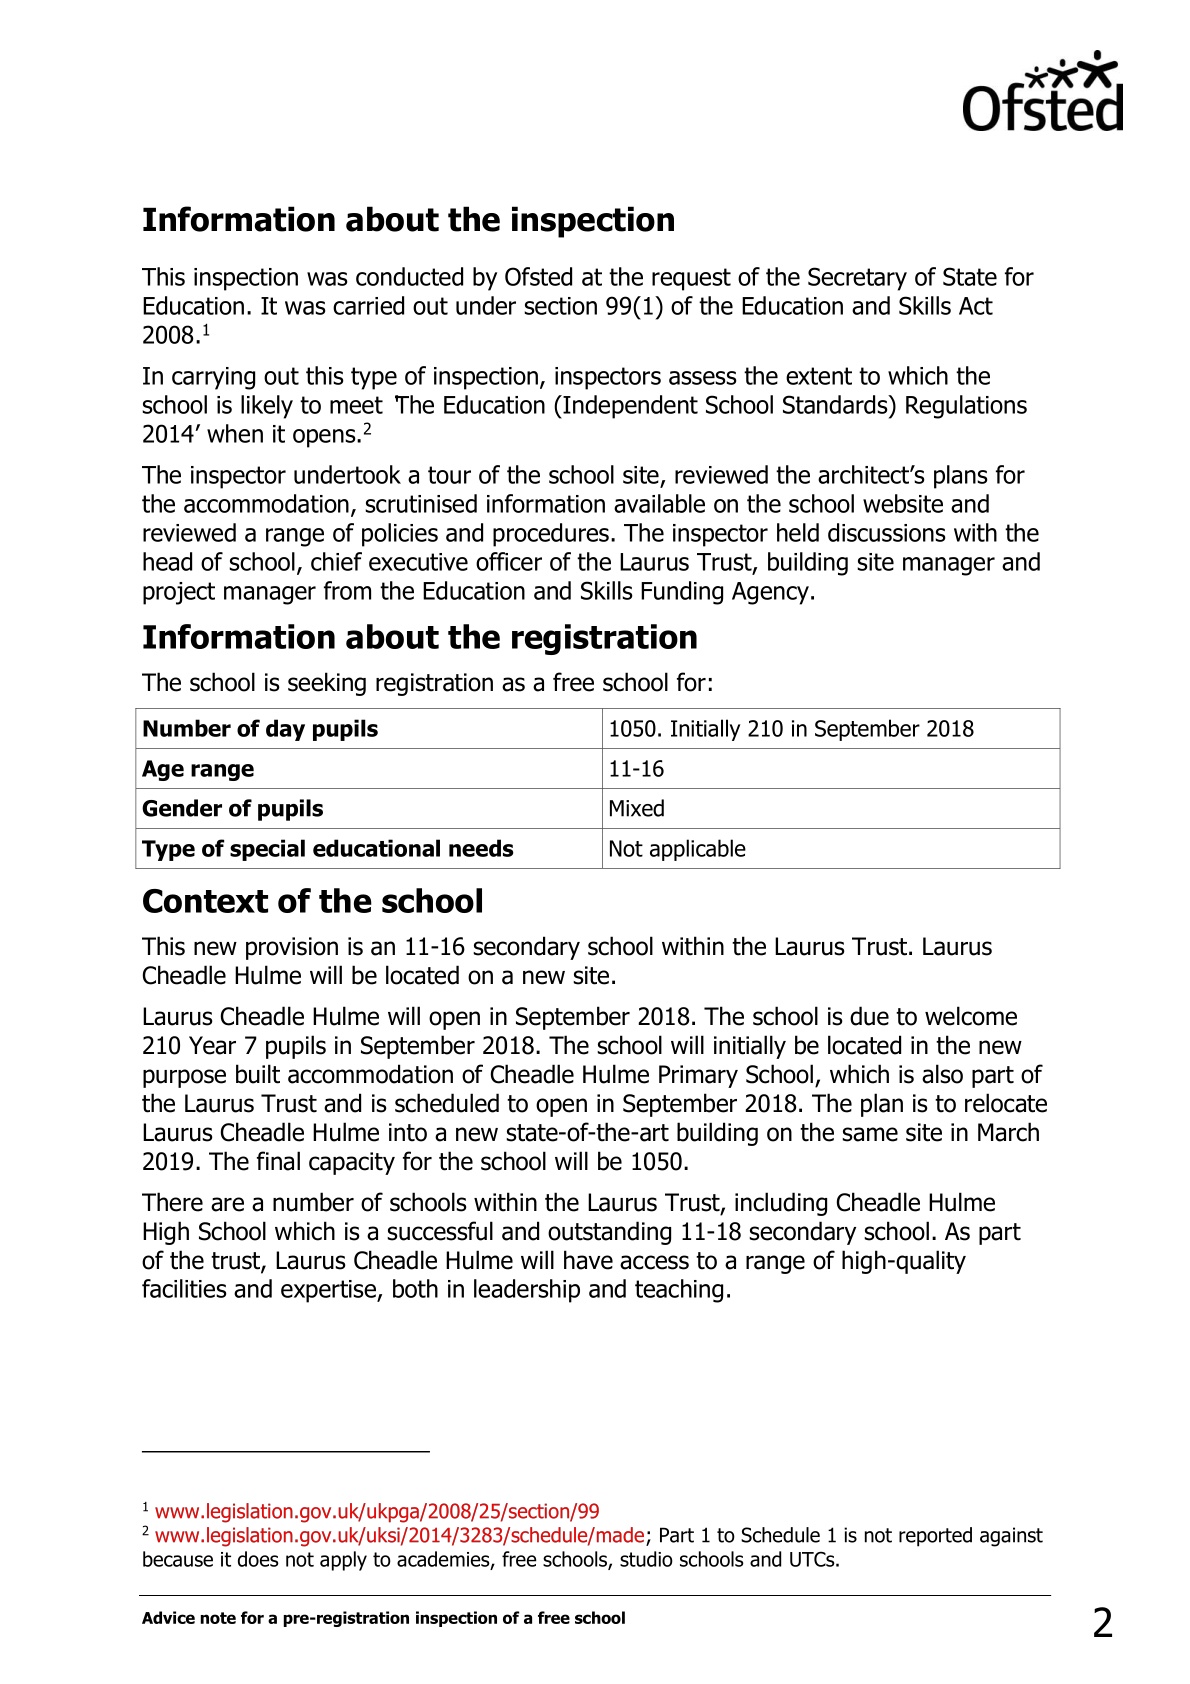 Ofsted
Information about the inspection
This inspection was conducted by Ofsted at the request of the Secretary of State for
Education. It was carried out under section 99(1) of the Education and Skills Act
2008.1
In carrying out this type of inspection, inspectors assess the extent to which the
school is likely to meet ‘The Education (Independent School Standards) Regulations
2014’ when it opens.2
The inspector undertook a tour of the school site, reviewed the architect’s plans for
the accommodation, scrutinised information available on the school website and
reviewed a range of policies and procedures. The inspector held discussions with the
head of school, chief executive officer of the Laurus Trust, building site manager and
project manager from the Education and Skills Funding Agency.
Information about the registration
The school is seeking registration as a free school for:
Number of day pupils 1050. Initially 210 in September 2018
Age range 11-16
Gender of pupils Mixed
Type of special educational needs Not applicable
Context of the school
This new provision is an 11-16 secondary school within the Laurus Trust. Laurus
Cheadle Hulme will be located on a new site.
Laurus Cheadle Hulme will open in September 2018. The school is due to welcome
210 Year 7 pupils in September 2018. The school will initially be located in the new
purpose built accommodation of Cheadle Hulme Primary School, which is also part of
the Laurus Trust and is scheduled to open in September 2018. The plan is to relocate
Laurus Cheadle Hulme into a new state-of-the-art building on the same site in March
2019. The final capacity for the school will be 1050.
There are a number of schools within the Laurus Trust, including Cheadle Hulme
High School which is a successful and outstanding 11-18 secondary school. As part
of the trust, Laurus Cheadle Hulme will have access to a range of high-quality
facilities and expertise, both in leadership and teaching.
1 www.legislation.gov.uk/ukpga/2008/25/section/99
2 www.legislation.gov.uk/uksi/2014/3283/schedule/made; Part 1 to Schedule 1 is not reported against
because it does not apply to academies, free schools, studio schools and UTCs.
Advice note for a pre-registration inspection of a free school 2